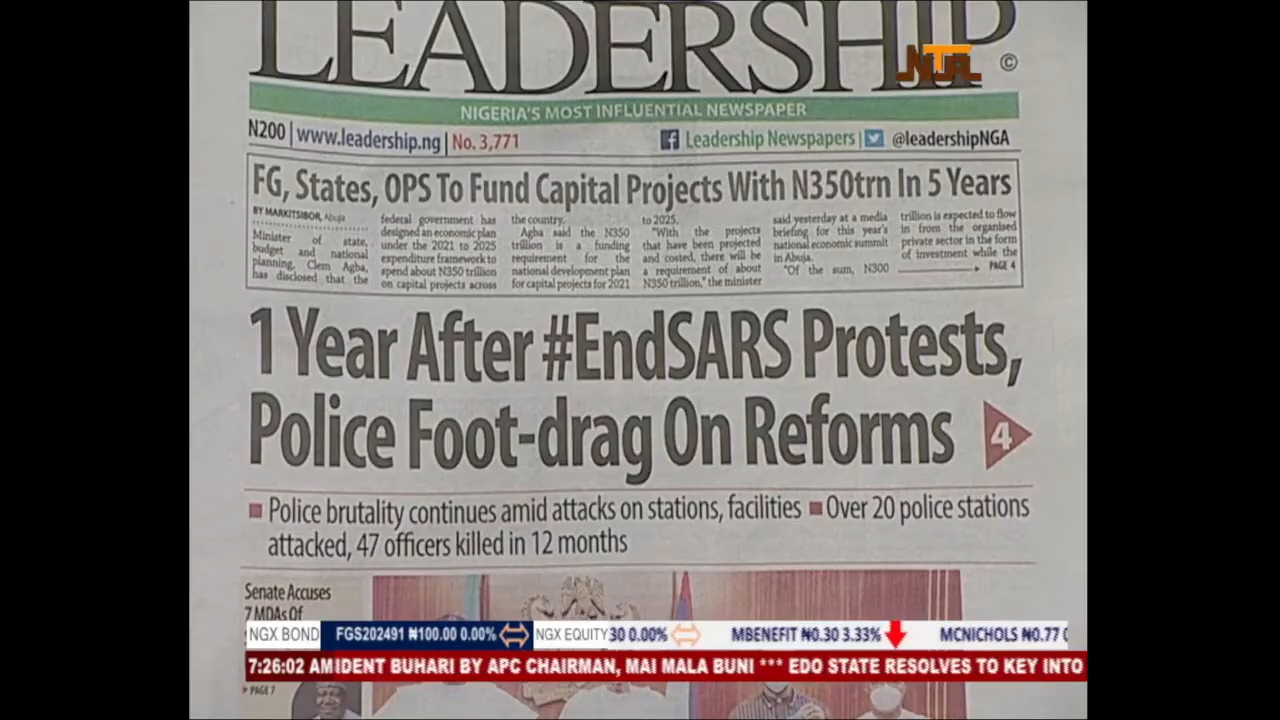 LEADERSHIP
NTA
©
NIGERIA'S MOST INFLUENTIAL NEWSPAPER
N200 | www.leadership.ng | No. 3,771
Leadership Newspapers | @leadershipNGA
FG, States, OPS To Fund Capital Projects With N350trn In 5 Years
BY MARK ITSIBOR, Abuja
Minister of state,
budget and national
planning, Clem Agba,
has disclosed that the
federal government has
designed an economic plan
under the 2021 to 2025
expenditure framework to
spend about N350 trillion
on capital projects across
the country.
Agba said the N350
trillion is a funding
requirement for the
national development plan
for capital projects for 2021
to 2025.
"With the projects
that have been projected
and costed, there will be
a requirement of about
N350 trillion," the minister
said yesterday at a media
briefing for this year's
national economic summit
in Abuja.
"Of the sum, N300
trillion is expected to flow
in from the organised
private sector in the form
of investment while the
PAGE 4
1 Year After #EndSARS Protests,
Police Foot-drag On Reforms
4
Police brutality continues amid attacks on stations, facilities Over 20 police stations
attacked, 47 officers killed in 12 months
Senate Accuses
7 MDAs Of
NGX BOND FGS202491 ₦100.00 0.00% NGX EQUITY 30 0.00% MBENEFIT ₦0.30 3.33% MCNICHOLS ₦0.77
7:26:02 AM IDENT BUHARI BY APC CHAIRMAN, MAI MALA BUNI *** EDO STATE RESOLVES TO KEY INTO
PAGE 7